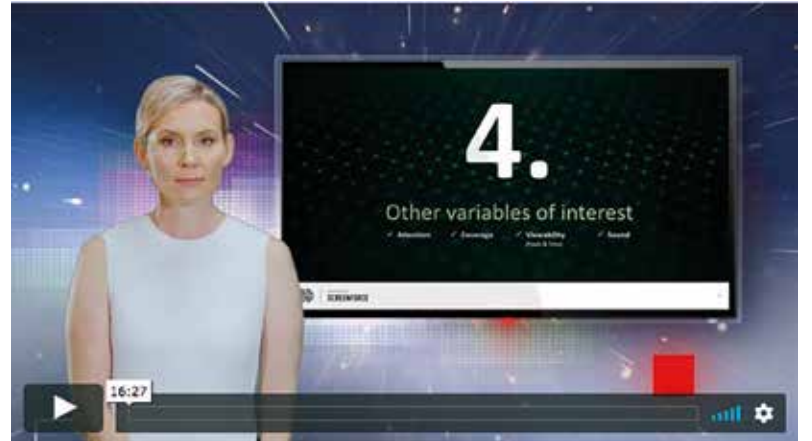 4.
Other variables of interest
✓ Attention ✓ Coverage ✓ Viewability ✓ Sound
SCREENFORCE
16:27